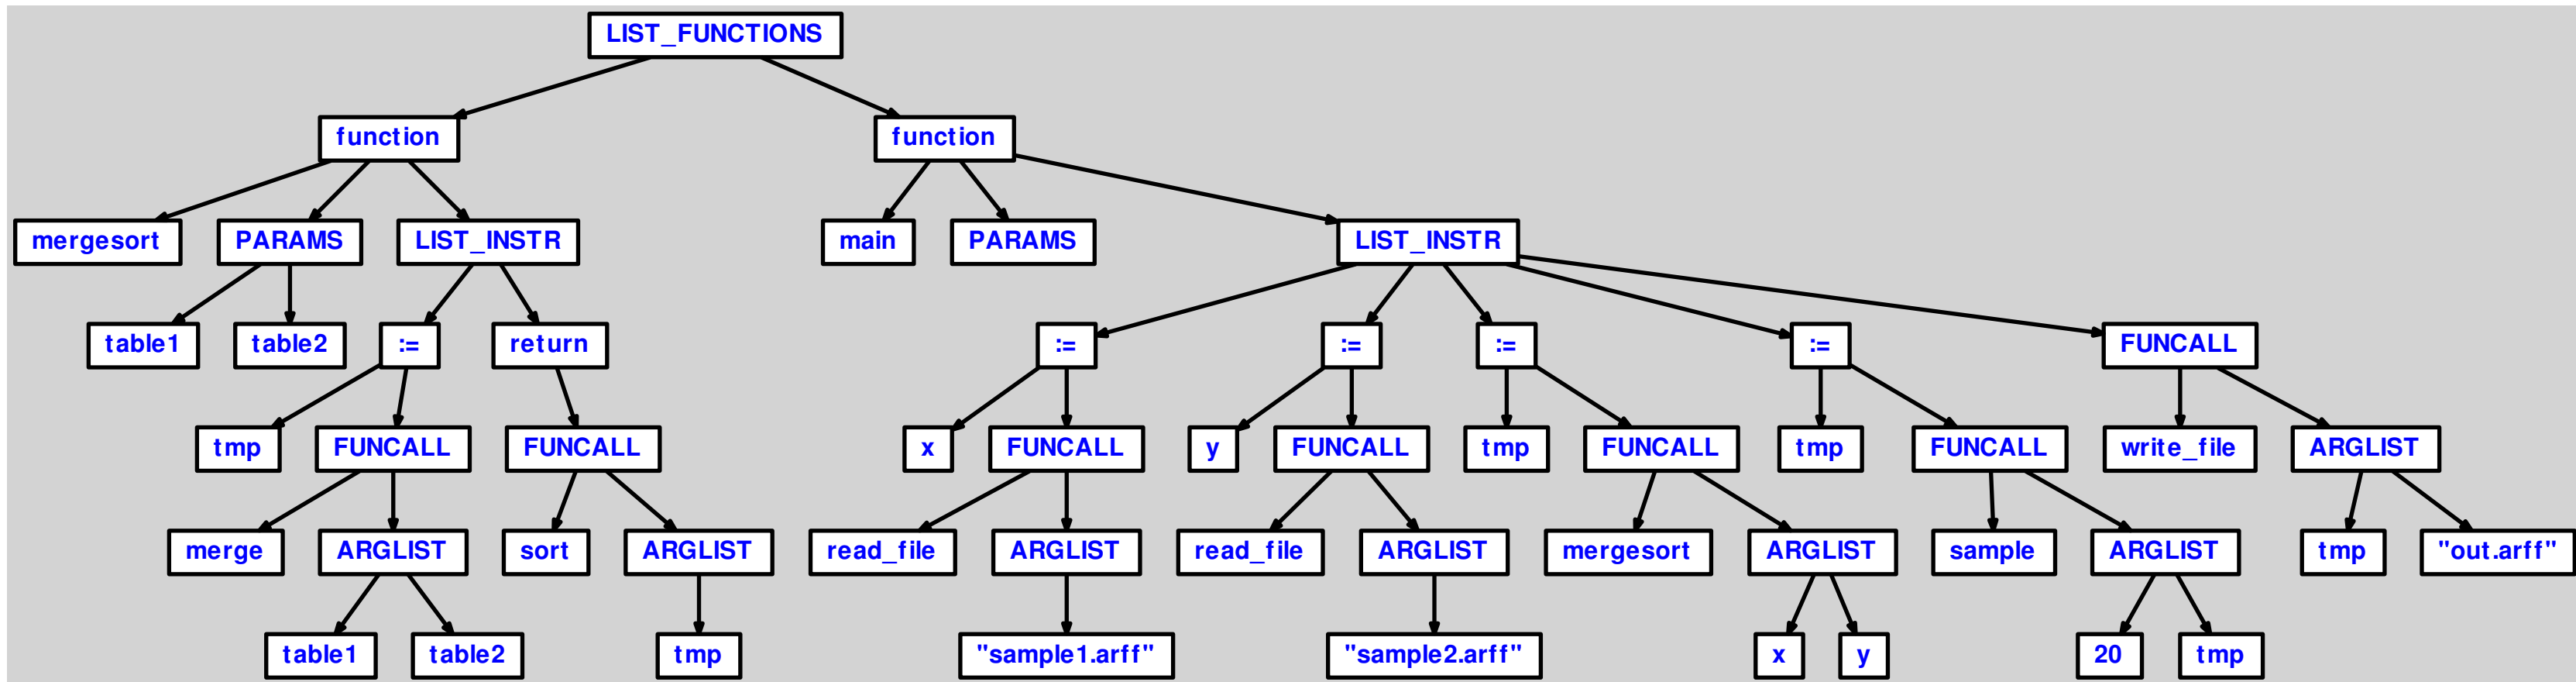 LIST_FUNCTIONS
function function
mergesort PARAMS LIST_INSTR main PARAMS LIST_INSTR
table1 table2 := return := := := := FUNCALL
tmp FUNCALL FUNCALL x FUNCALL y FUNCALL tmp FUNCALL tmp FUNCALL write_file ARGLIST
merge ARGLIST sort ARGLIST read_file ARGLIST read_file ARGLIST mergesort ARGLIST sample ARGLIST tmp "out.arff"
table1 table2 tmp "sample1.arff" "sample2.arff" x y 20 tmp